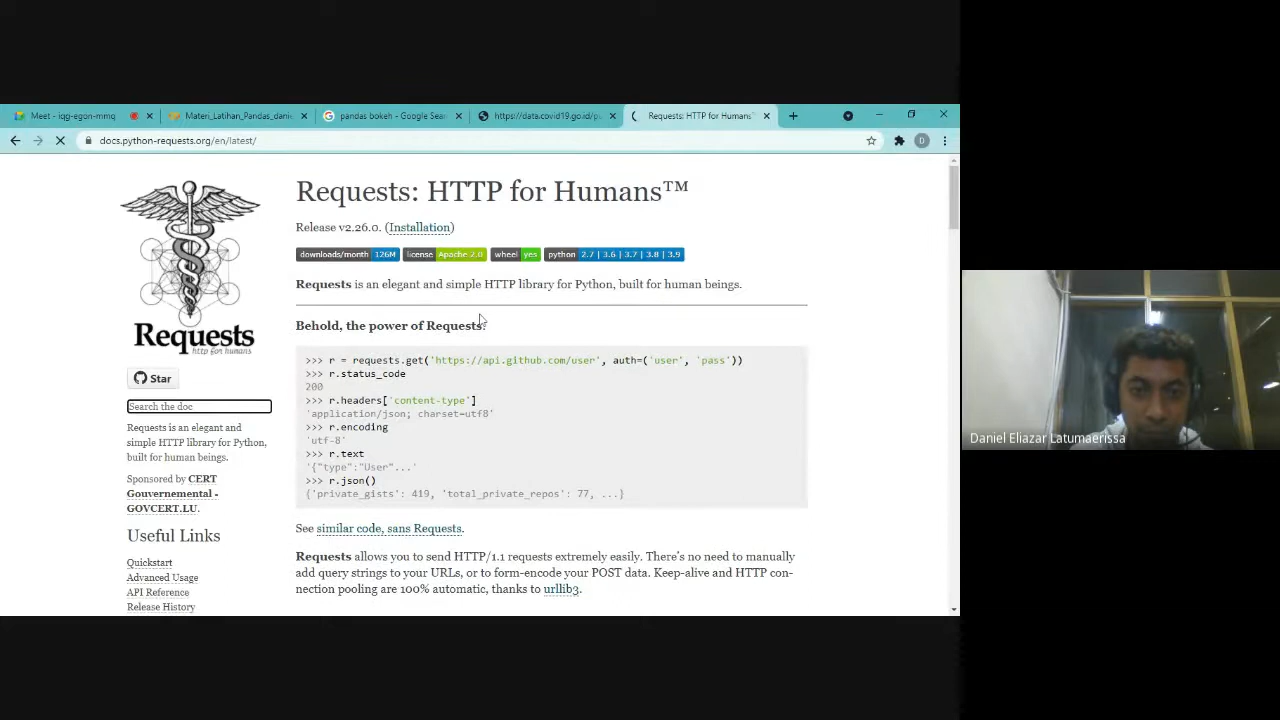 Meet - iqg-egon-mmq
Materi_Latihan_Pandas_danie
pandas bokeh - Google Sear
https://data.covid19.go.id/pu
Requests: HTTP for Humans™
docs.python-requests.org/en/latest/
D
Requests
http for humans
Star
Search the doc
Requests is an elegant and
simple HTTP library for Python,
built for human beings.
Sponsored by CERT
Gouvernemental -
GOVCERT.LU.
Useful Links
Quickstart
Advanced Usage
API Reference
Release History
Requests: HTTP for Humans™
Release v2.26.0. (Installation)
downloads/month 126M license Apache 2.0 wheel yes python 2.7 | 3.6 | 3.7 | 3.8 | 3.9
Requests is an elegant and simple HTTP library for Python, built for human beings.
Behold, the power of Requests:
>>> r = requests.get('https://api.github.com/user', auth=('user', 'pass'))
>>> r.status_code
200
>>> r.headers['content-type']
'application/json; charset=utf8'
>>> r.encoding
'utf-8'
>>> r.text
'{"type":"User"...'
>>> r.json()
{'private_gists': 419, 'total_private_repos': 77, ...}
See similar code, sans Requests.
Requests allows you to send HTTP/1.1 requests extremely easily. There's no need to manually
add query strings to your URLs, or to form-encode your POST data. Keep-alive and HTTP con-
nection pooling are 100% automatic, thanks to urllib3.
Daniel Eliazar Latumaerissa